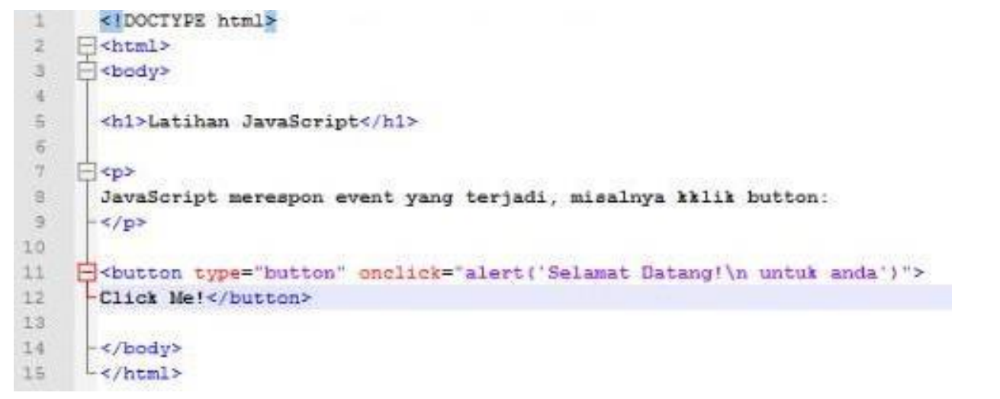 1 <!DOCTYPE html>
2 <html>
3 <body>
4
5 <h1>Latihan JavaScript</h1>
6
7 <p>
8 JavaScript merespon event yang terjadi, misalnya kklik button:
9 </p>
10
11 <button type="button" onclick="alert('Selamat Datang!\n untuk anda')">
12 Click Me!</button>
13
14 </body>
15 </html>